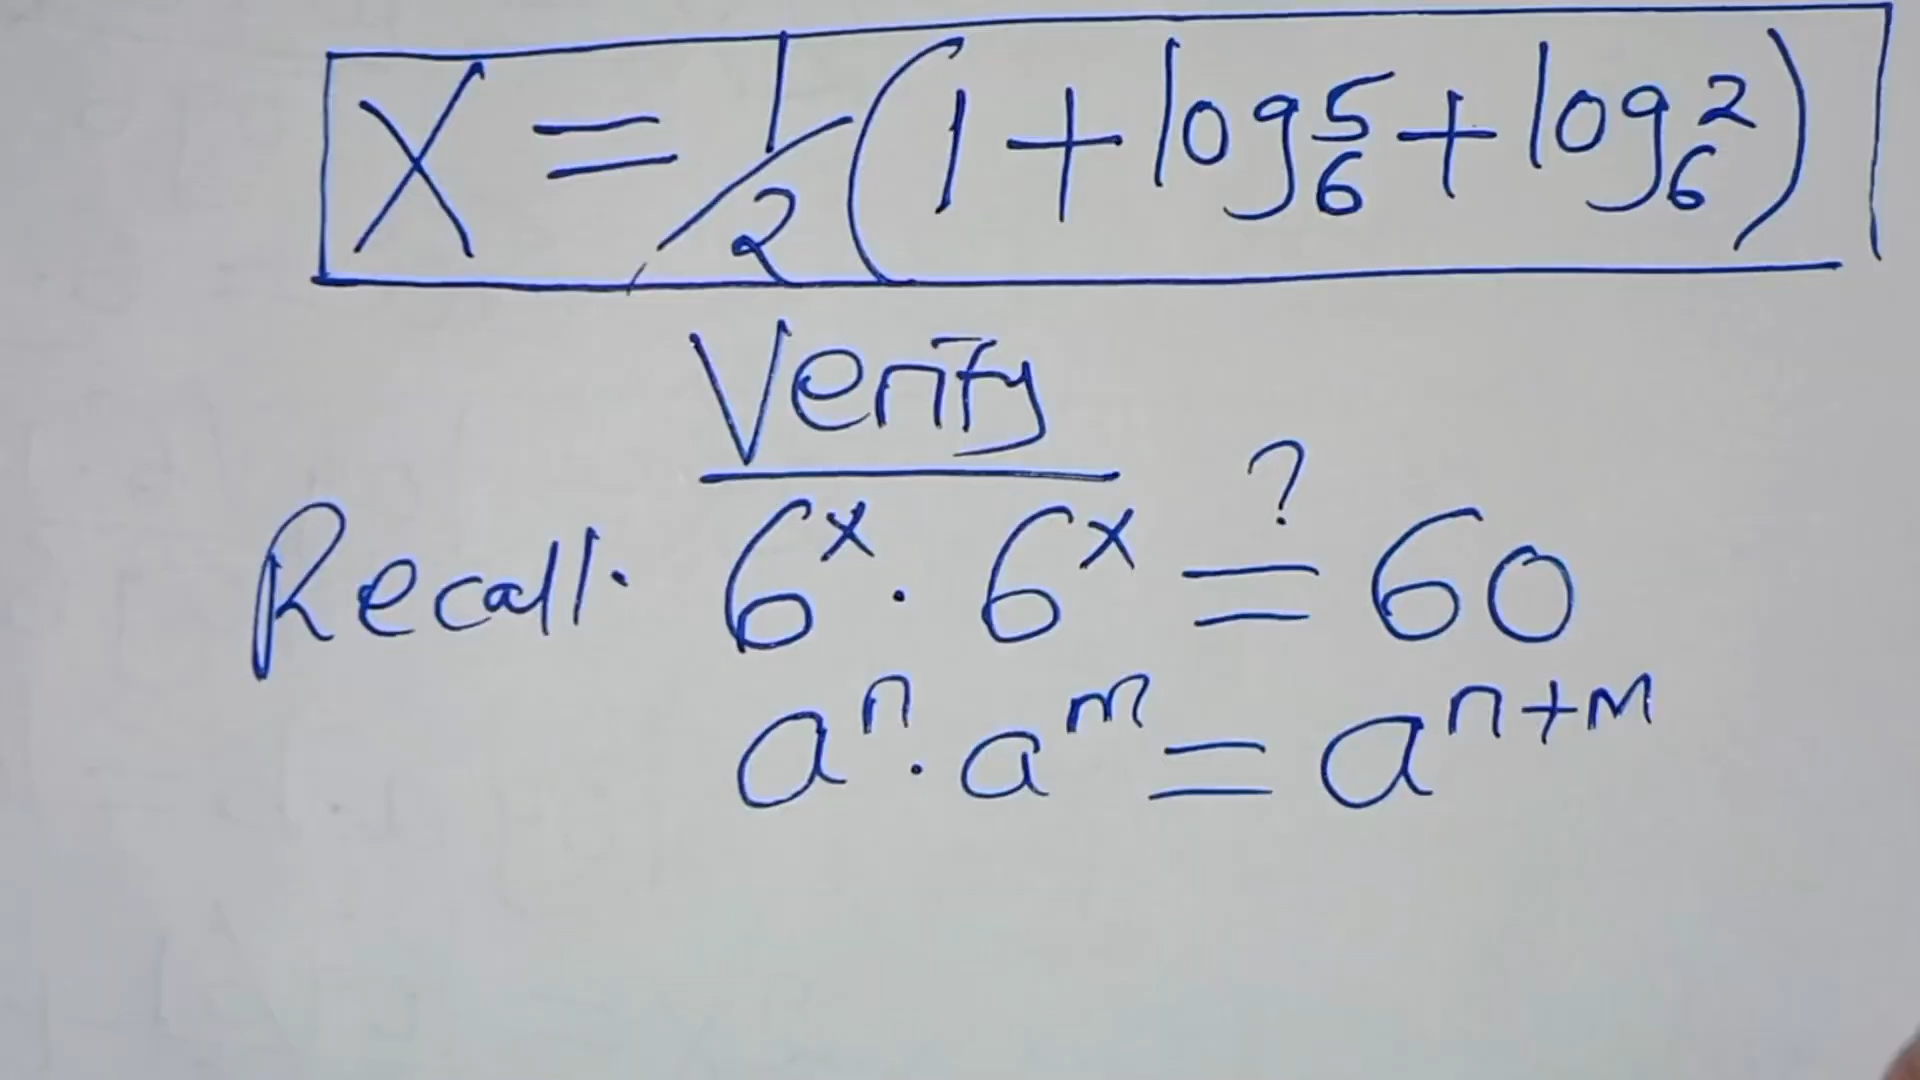 X = 1/2 (1 + log₆5 + log₆2)
Verify
Recall. 6ˣ · 6ˣ ≟ 60
aⁿ · aᵐ = aⁿ⁺ᵐ